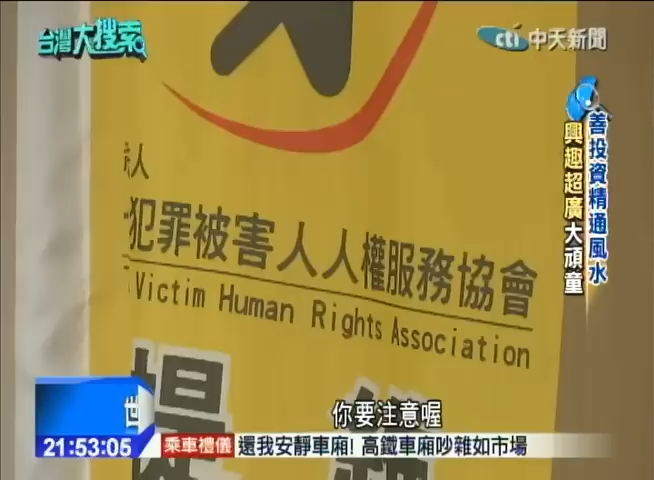 台灣大搜索
cti 中天新聞
善投資精通風水
興趣超廣大頑童
人
犯罪被害人人權服務協會
Victim Human Rights Association
提
你要注意喔
世
21:53:05
乘車禮儀 還我安靜車廂! 高鐵車廂吵雜如市場